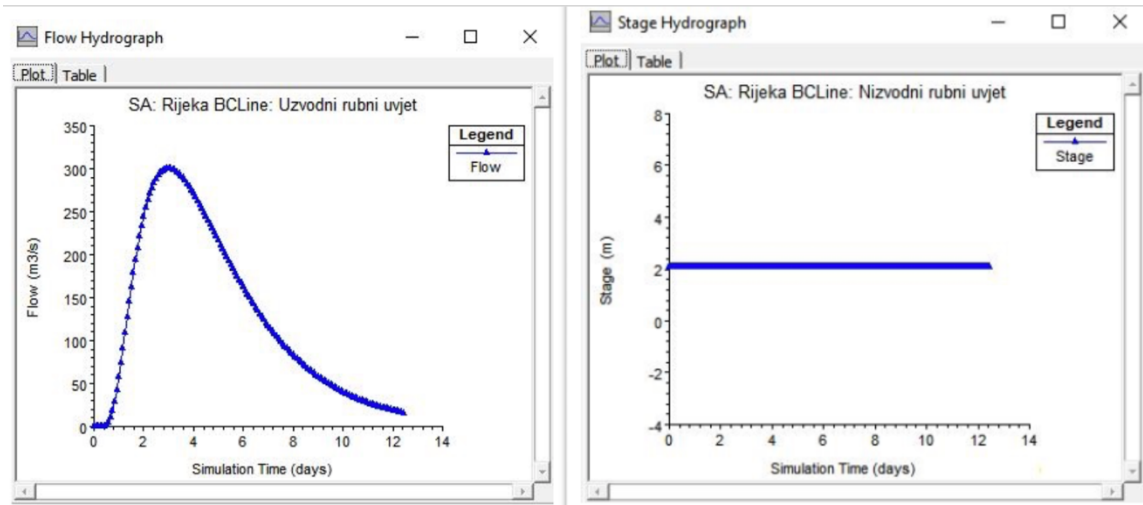 Flow Hydrograph
Plot Table
SA: Rijeka BCLine: Uzvodni rubni uvjet
350
300
250
200
150
100
50
0
Flow (m3/s)
0 2 4 6 8 10 12 14
Simulation Time (days)
Legend
Flow
Stage Hydrograph
Plot Table
SA: Rijeka BCLine: Nizvodni rubni uvjet
8
6
4
2
0
-2
-4
Stage (m)
0 2 4 6 8 10 12 14
Simulation Time (days)
Legend
Stage